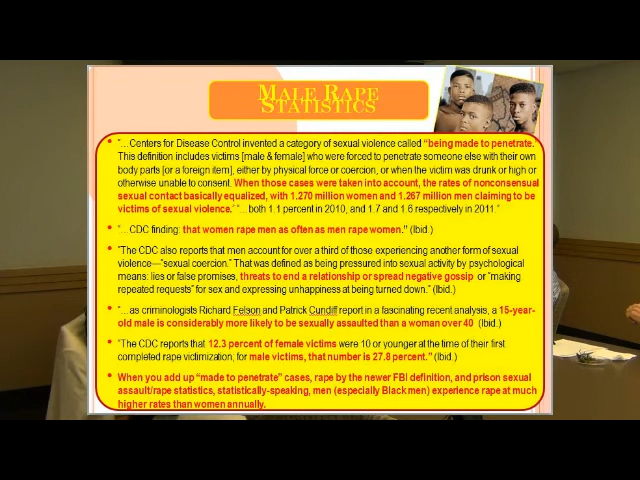 MALE RAPE
STATISTICS
• "…Centers for Disease Control invented a category of sexual violence called "being made to penetrate."
This definition includes victims [male & female] who were forced to penetrate someone else with their own
body parts [or a foreign item], either by physical force or coercion, or when the victim was drunk or high or
otherwise unable to consent. When those cases were taken into account, the rates of nonconsensual
sexual contact basically equalized, with 1.270 million women and 1.267 million men claiming to be
victims of sexual violence." "…both 1.1 percent in 2010, and 1.7 and 1.6 respectively in 2011."
• "…CDC finding: that women rape men as often as men rape women." (Ibid.)
• "The CDC also reports that men account for over a third of those experiencing another form of sexual
violence—"sexual coercion." That was defined as being pressured into sexual activity by psychological
means: lies or false promises, threats to end a relationship or spread negative gossip or "making
repeated requests" for sex and expressing unhappiness at being turned down." (Ibid.)
• "…as criminologists Richard Felson and Patrick Cundiff report in a fascinating recent analysis, a 15-year-
old male is considerably more likely to be sexually assaulted than a woman over 40 (Ibid.)
• "The CDC reports that 12.3 percent of female victims were 10 or younger at the time of their first
completed rape victimization; for male victims, that number is 27.8 percent." (Ibid.)
• When you add up "made to penetrate" cases, rape by the newer FBI definition, and prison sexual
assault/rape statistics, statistically-speaking, men (especially Black men) experience rape at much
higher rates than women annually.